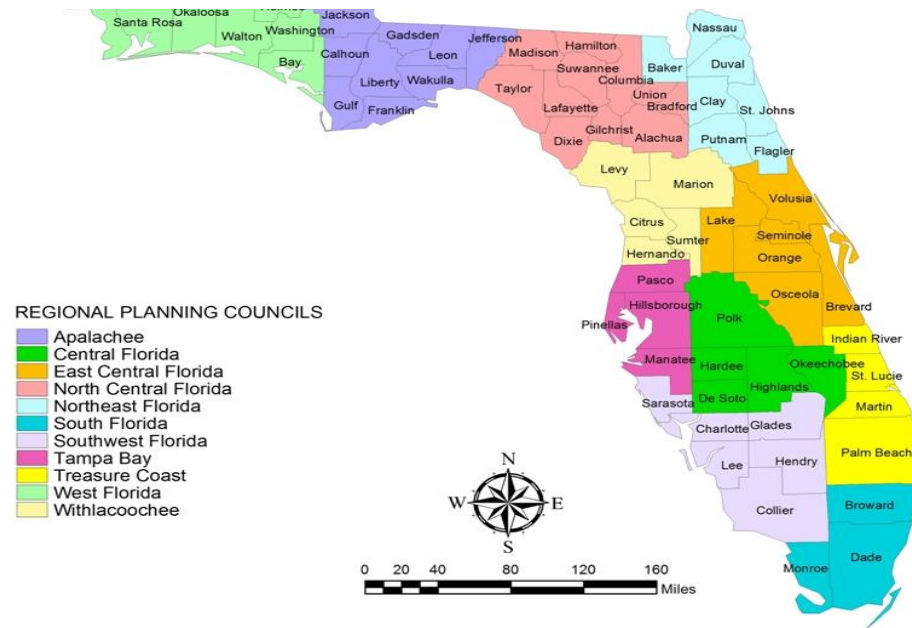 Jackson
Okaloosa
Holmes
Santa Rosa
Washington
Walton
Bay
Gadsden
Jefferson
Calhoun
Leon
Liberty
Wakulla
Gulf
Franklin
Madison
Hamilton
Suwannee
Columbia
Taylor
Union
Lafayette
Bradford
Gilchrist
Dixie
Alachua
Nassau
Baker
Duval
Clay
St. Johns
Putnam
Flagler
Levy
Marion
Citrus
Sumter
Hernando
Volusia
Lake
Seminole
Orange
Osceola
Brevard
Pasco
Hillsborough
Pinellas
Manatee
Polk
Hardee
Okeechobee
De Soto
Highlands
Indian River
St. Lucie
Martin
Palm Beach
Sarasota
Charlotte
Glades
Lee
Hendry
Collier
Broward
Dade
Monroe
REGIONAL PLANNING COUNCILS
Apalachee
Central Florida
East Central Florida
North Central Florida
Northeast Florida
South Florida
Southwest Florida
Tampa Bay
Treasure Coast
West Florida
Withlacoochee
N
W E
S
0 10 20 40 80 120 160
Miles